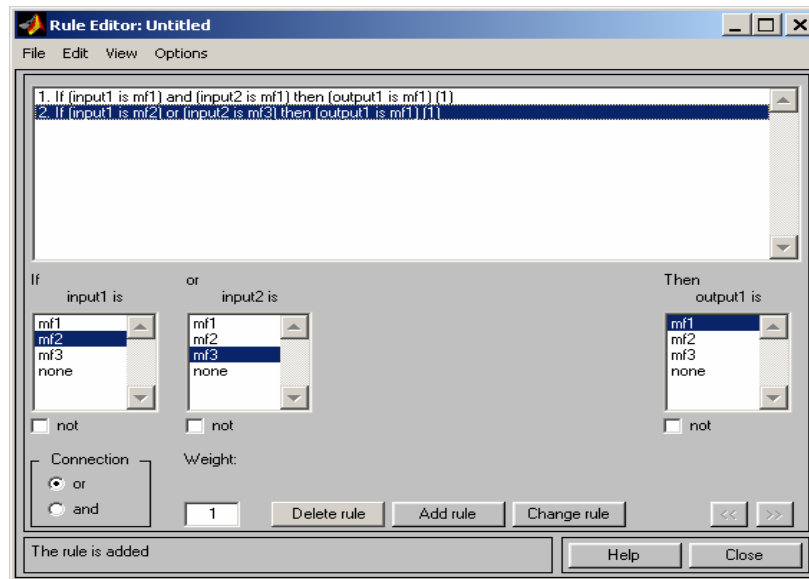 Rule Editor: Untitled
File Edit View Options
1. If (input1 is mf1) and (input2 is mf1) then (output1 is mf1) (1)
2. If (input1 is mf2) or (input2 is mf3) then (output1 is mf1) (1)
If or Then
input1 is input2 is output1 is
mf1 mf1 mf1
mf2 mf2 mf2
mf3 mf3 mf3
none none none
not not not
Connection Weight:
or
and 1 Delete rule Add rule Change rule << >>
The rule is added Help Close